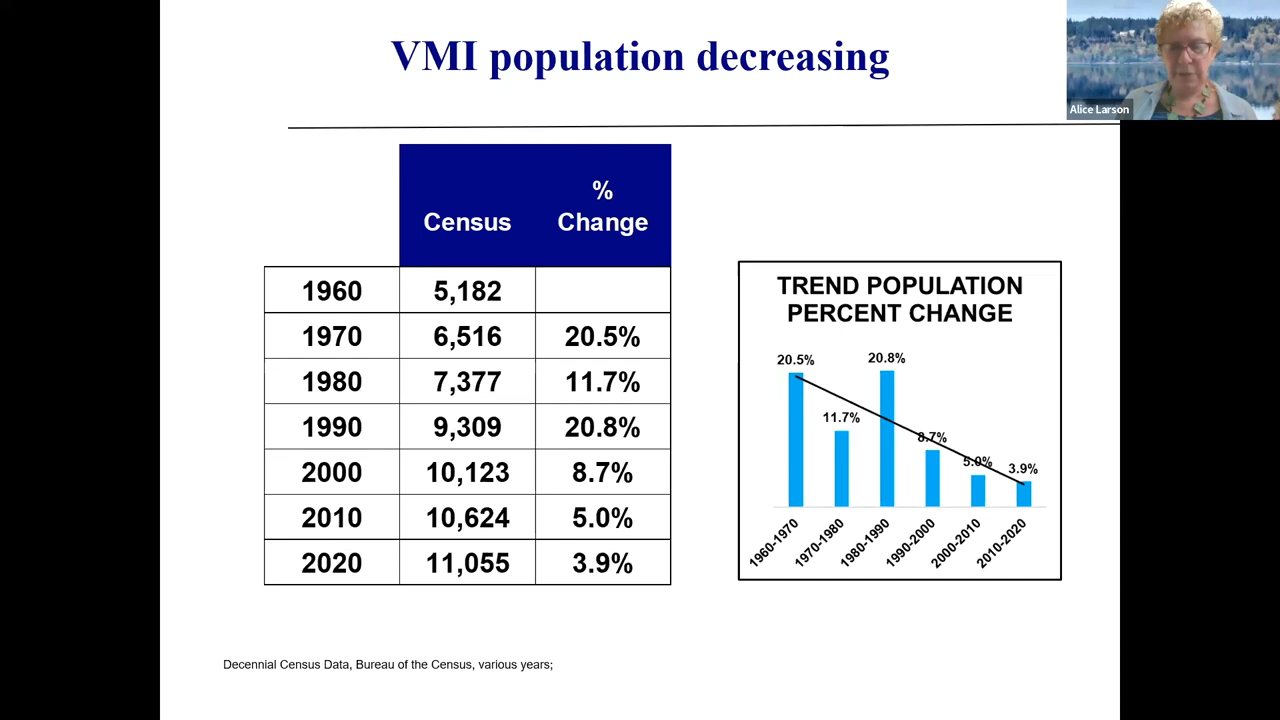 VMI population decreasing
Alice Larson
%
Census Change
1960 5,182
1970 6,516 20.5%
1980 7,377 11.7%
1990 9,309 20.8%
2000 10,123 8.7%
2010 10,624 5.0%
2020 11,055 3.9%
TREND POPULATION
PERCENT CHANGE
20.5%
11.7%
20.8%
8.7%
5.0%
3.9%
1960-1970
1970-1980
1980-1990
1990-2000
2000-2010
2010-2020
Decennial Census Data, Bureau of the Census, various years;